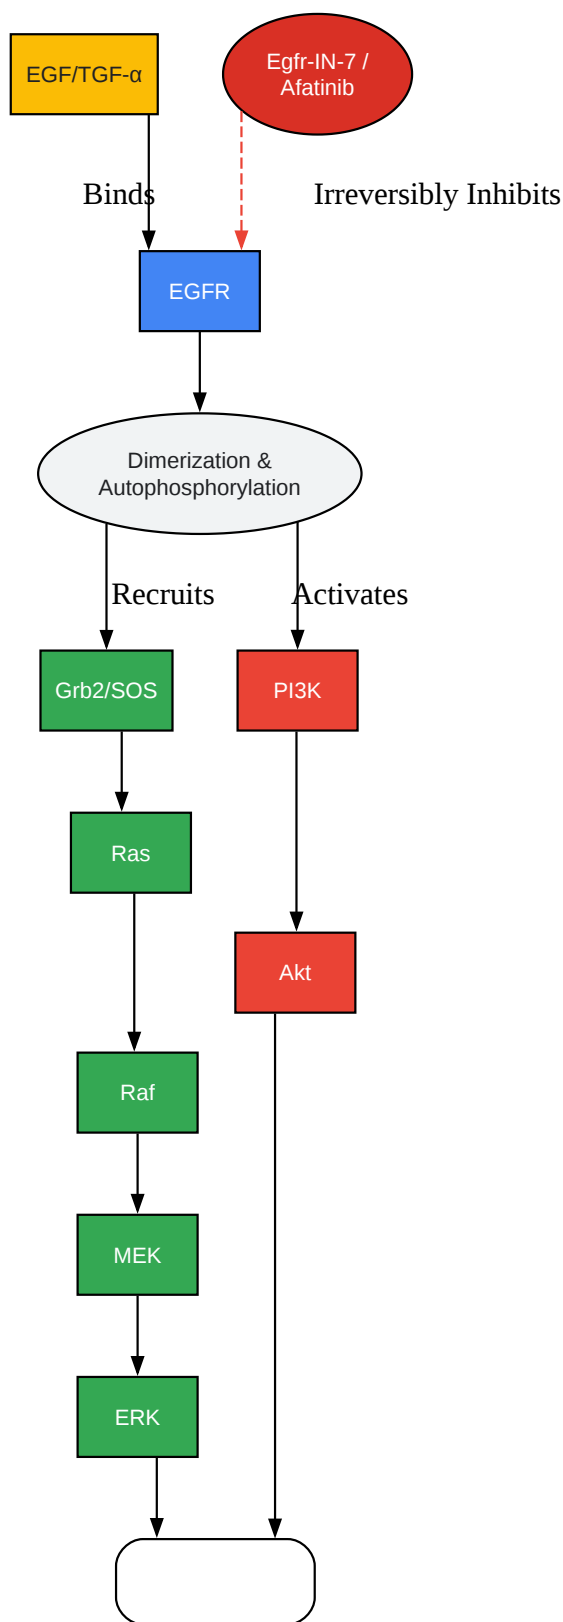 EGF/TGF-α
Egfr-IN-7 /
Afatinib
Binds
Irreversibly Inhibits
EGFR
Dimerization &
Autophosphorylation
Recruits
Activates
Grb2/SOS
PI3K
Ras
Akt
Raf
MEK
ERK